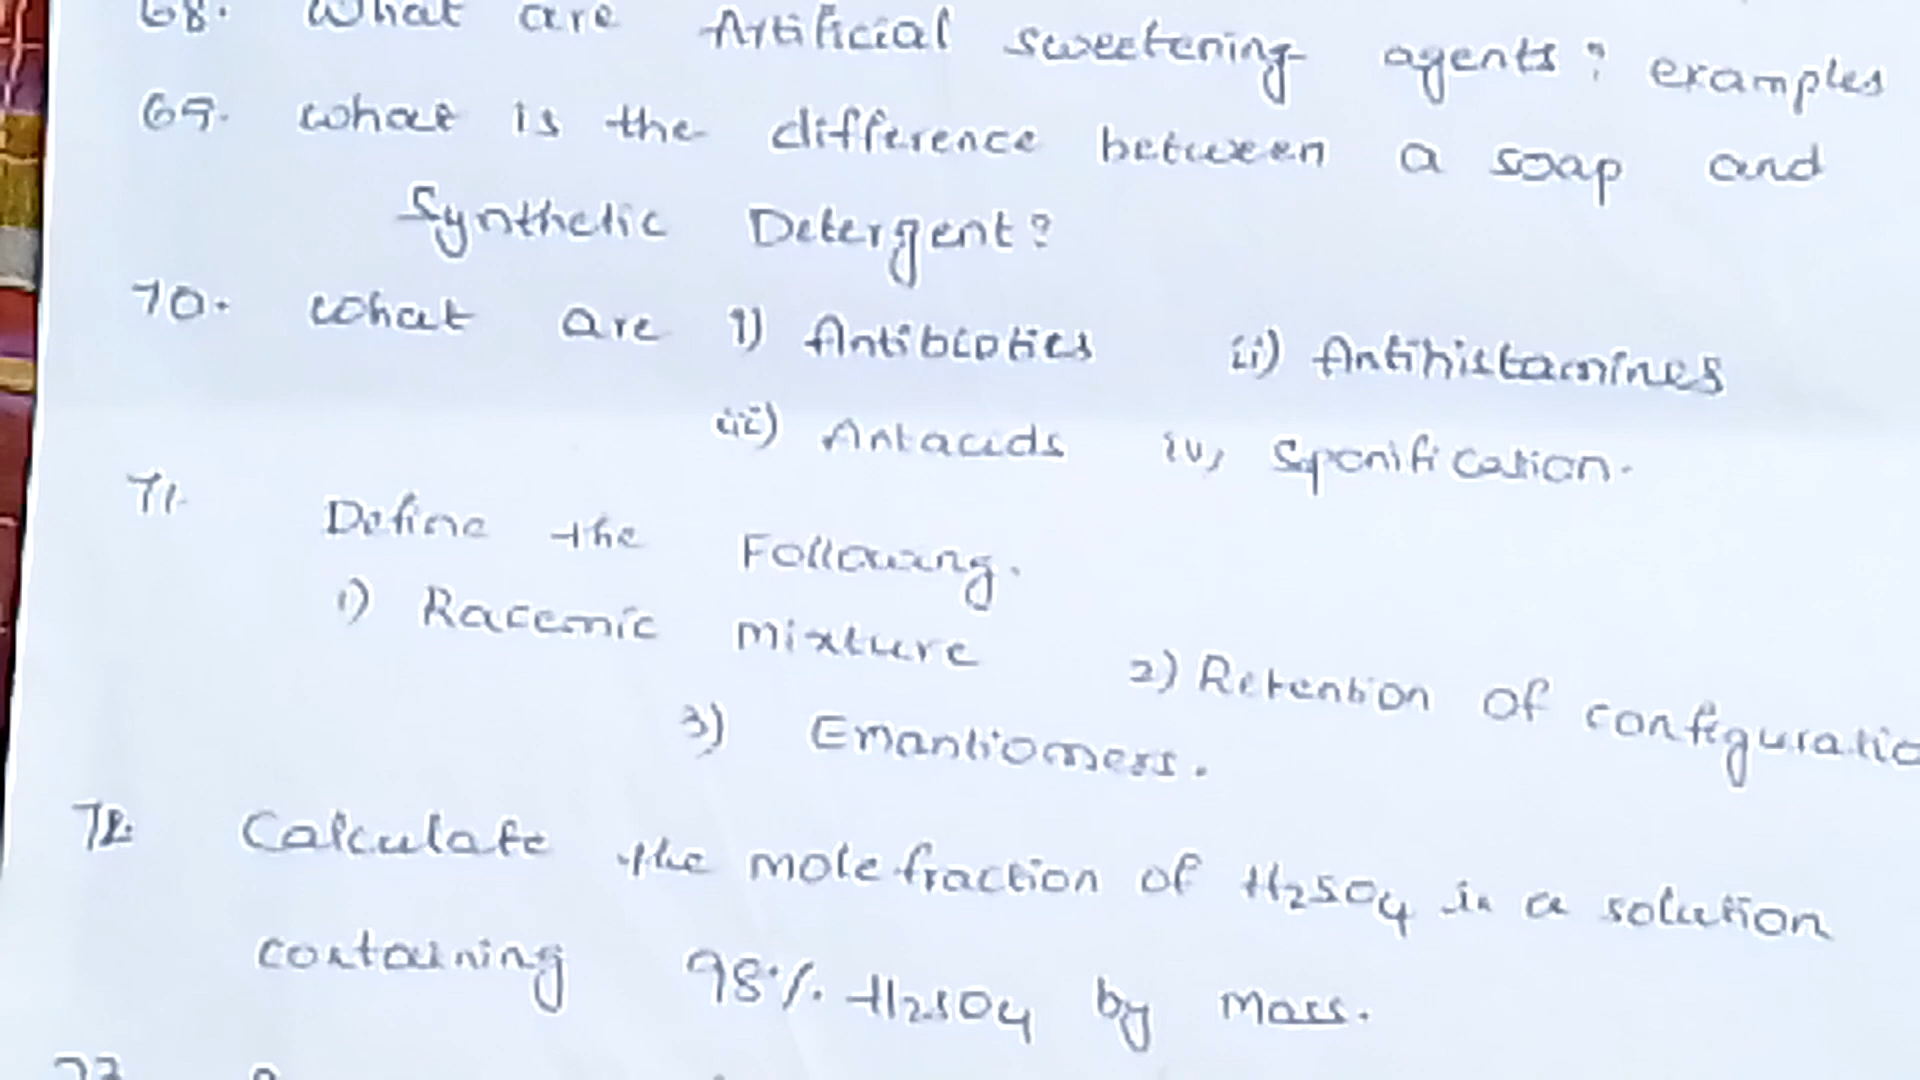 68. What are Artificial sweetening agents? examples
69. What is the difference between a soap and
Synthetic Detergent?
70. What are 1) Antibiotics ii) Antihistamines
iii) Antacids iv) Sponification.
71. Define the Following.
1) Racemic mixture 2) Retention of configuratio
3) Enantiomers.
72. Calculate the mole fraction of H2SO4 in a solution
containing 98% H2SO4 by Mass.
73